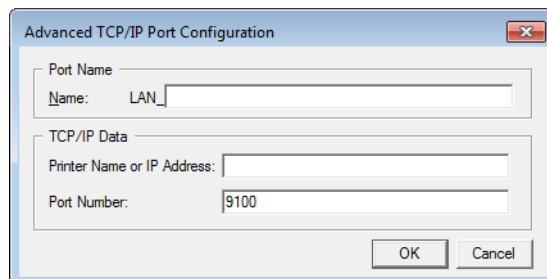 Advanced TCP/IP Port Configuration
Port Name
Name: LAN_
TCP/IP Data
Printer Name or IP Address:
Port Number: 9100
OK Cancel